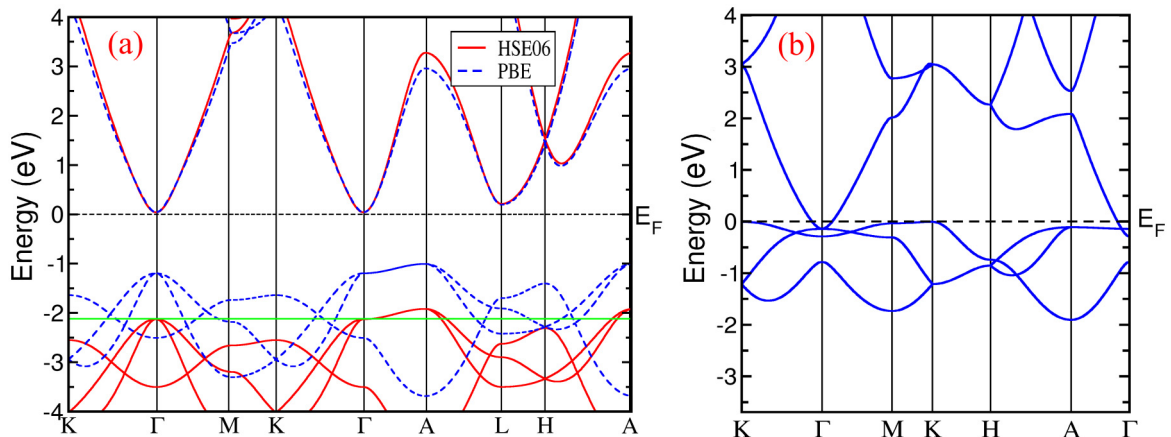 (a)
HSE06
PBE
4
3
2
1
0
-1
-2
-3
-4
Energy (eV)
E_F
K Γ M K Γ A L H A
(b)
4
3
2
1
0
-1
-2
-3
Energy (eV)
E_F
K Γ M K H A Γ